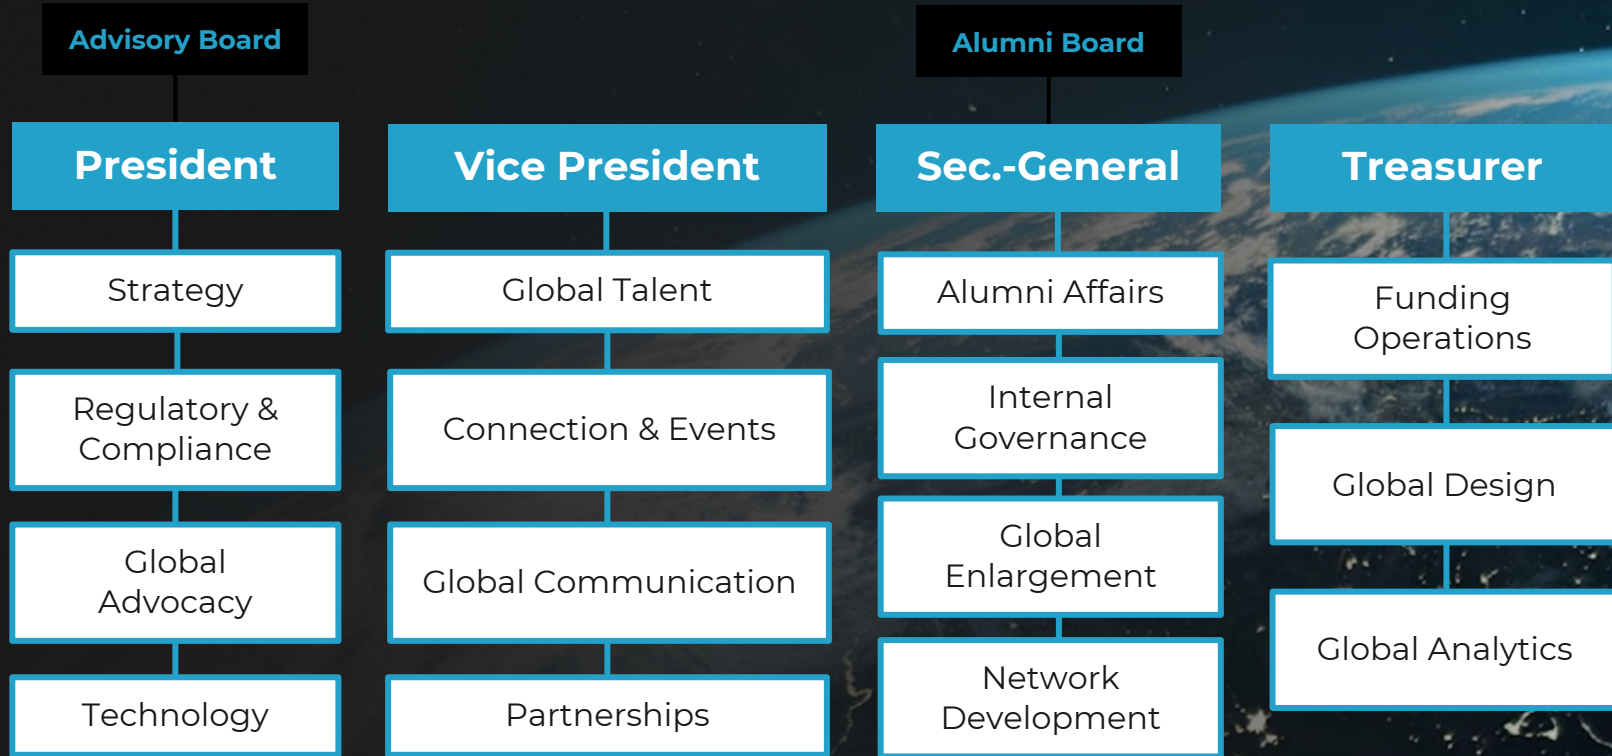 Advisory Board
Alumni Board
President
Vice President
Sec.-General
Treasurer
Strategy
Regulatory &
Compliance
Global
Advocacy
Technology
Global Talent
Connection & Events
Global Communication
Partnerships
Alumni Affairs
Internal
Governance
Global
Enlargement
Network
Development
Funding
Operations
Global Design
Global Analytics